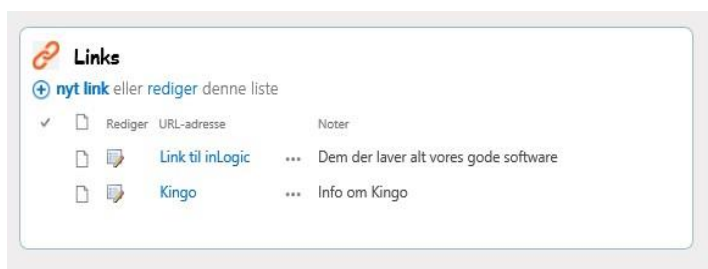 Links
nyt link eller rediger denne liste
Rediger URL-adresse Noter
Link til inLogic ... Dem der laver alt vores gode software
Kingo ... Info om Kingo